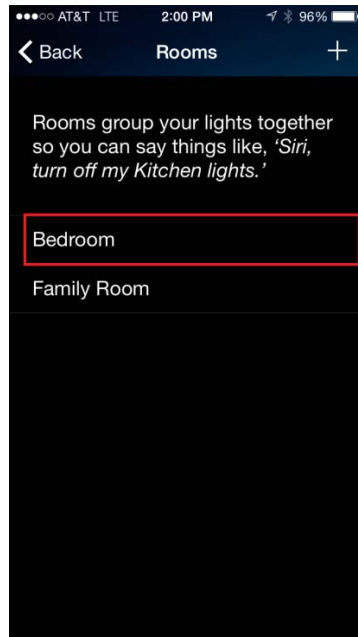 AT&T LTE 2:00 PM 96%
Back Rooms +
Rooms group your lights together
so you can say things like, ‘Siri,
turn off my Kitchen lights.’
Bedroom
Family Room